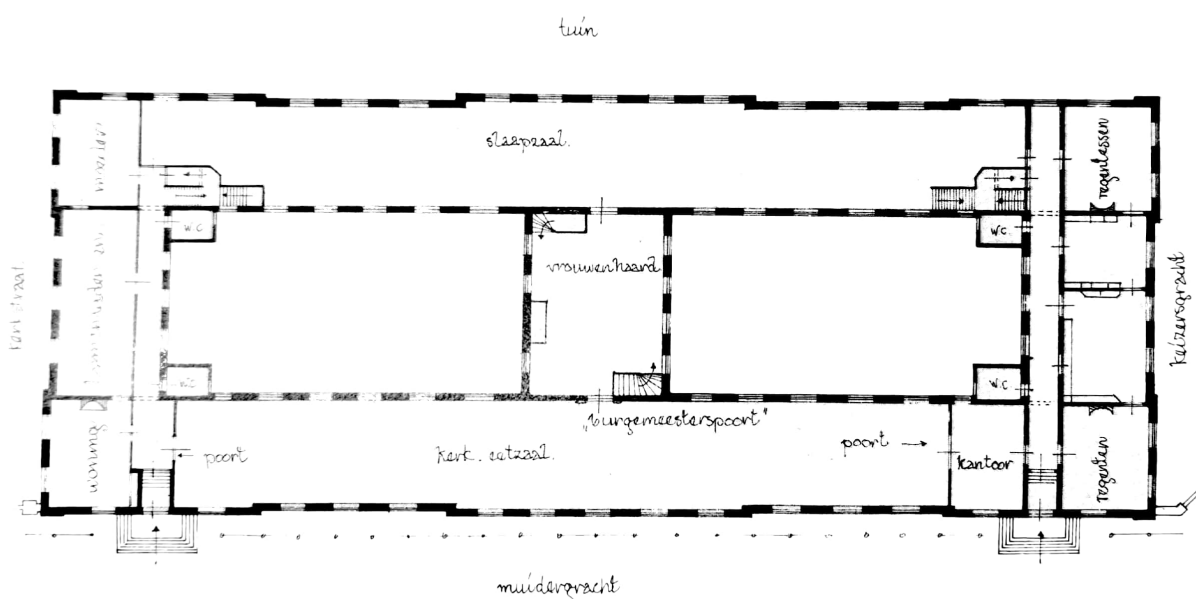 tuin
slaapzaal.
regentessen
w.c.
w.c.
vrouwenhaard
keizersgracht
w.c.
w.c.
"burgemeesterspoort"
woning
poort
kerk - eetzaal.
poort
kantoor
regenten
muidergracht